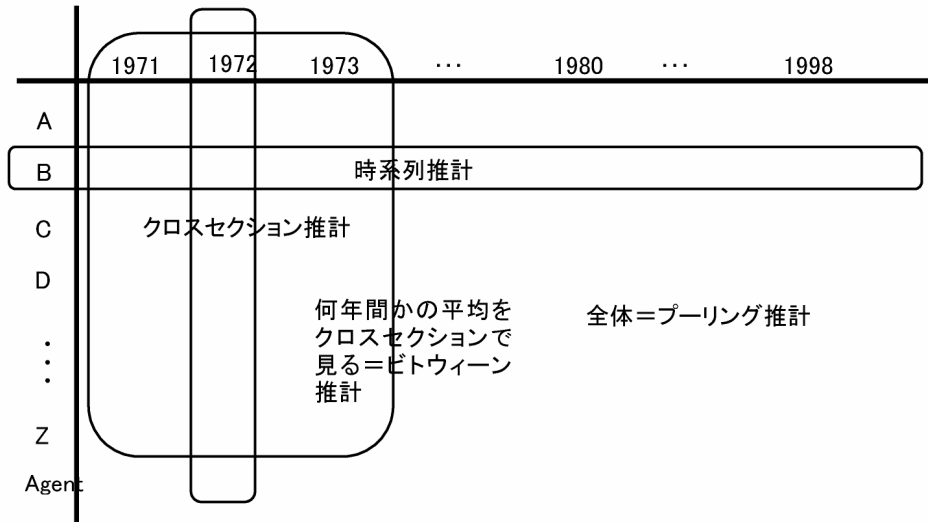 1971 1972 1973 ... 1980 ... 1998
A
B 時系列推計
C クロスセクション推計
D
何年間かの平均を
クロスセクションで
見る＝ビトウィーン
推計
全体＝プーリング推計
⋮
Z
Agent